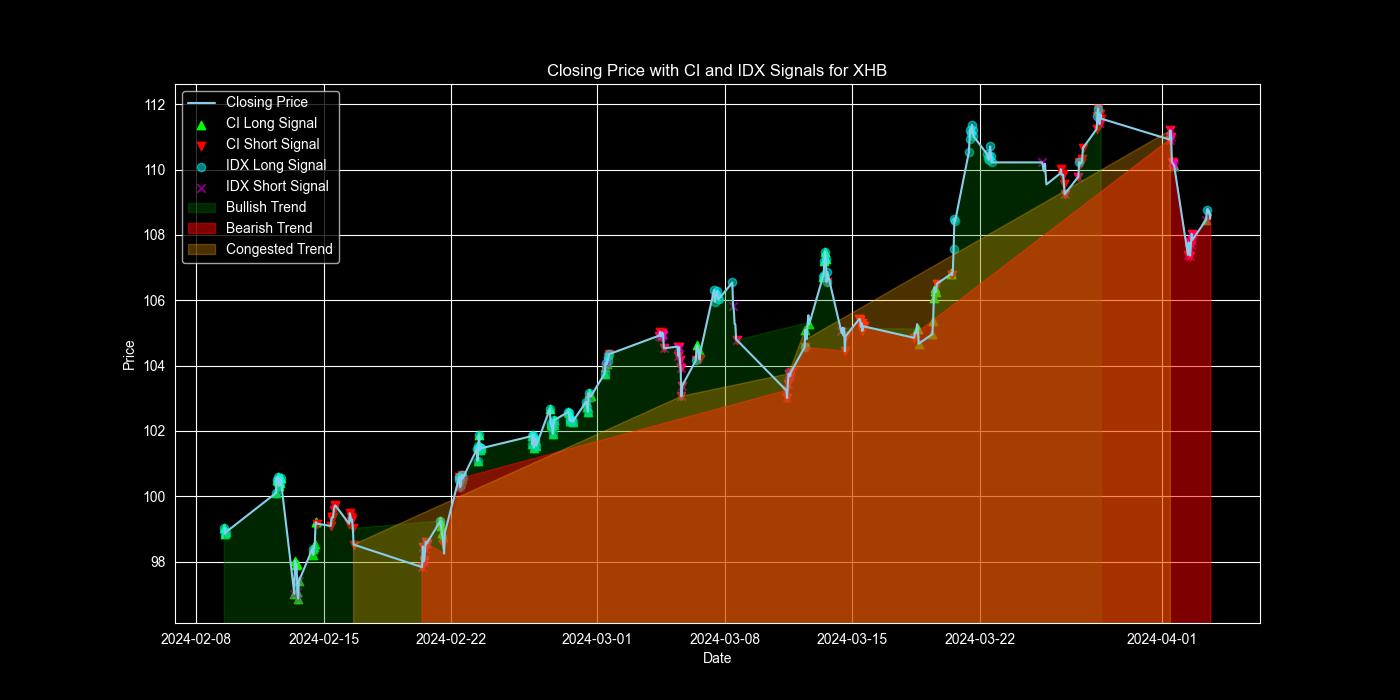 Closing Price with CI and IDX Signals for XHB
112
110
108
106
104
102
100
98
Price
Closing Price
CI Long Signal
CI Short Signal
IDX Long Signal
IDX Short Signal
Bullish Trend
Bearish Trend
Congested Trend
2024-02-08
2024-02-15
2024-02-22
2024-03-01
2024-03-08
2024-03-15
2024-03-22
2024-04-01
Date